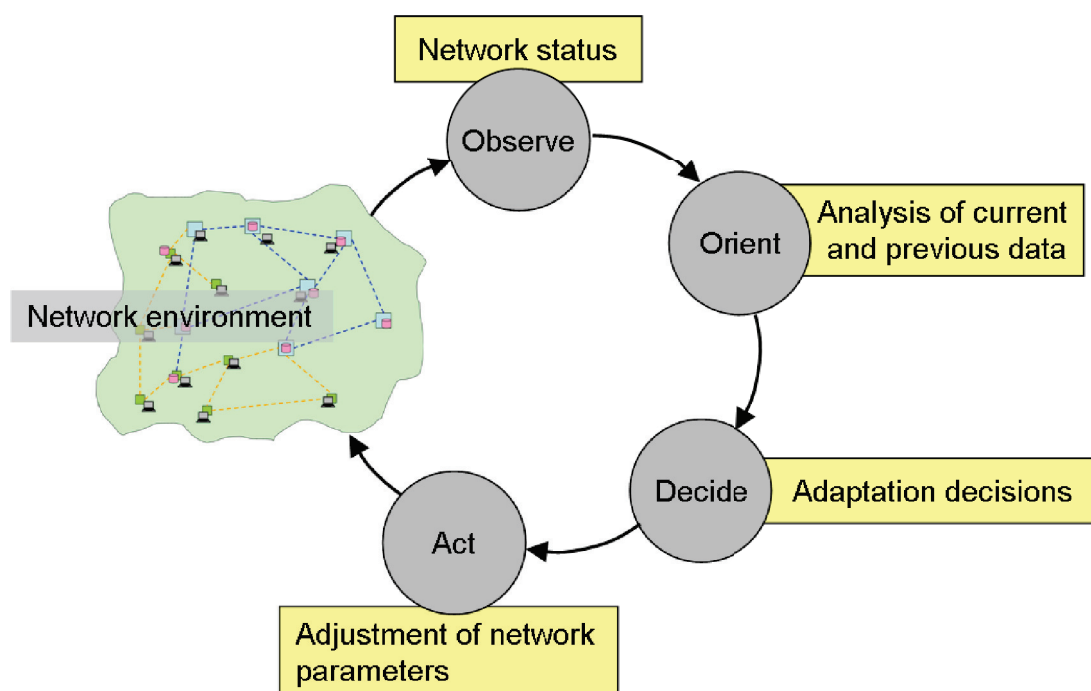 Network status
Observe
Orient
Analysis of current
and previous data
Network environment
Decide
Adaptation decisions
Act
Adjustment of network
parameters